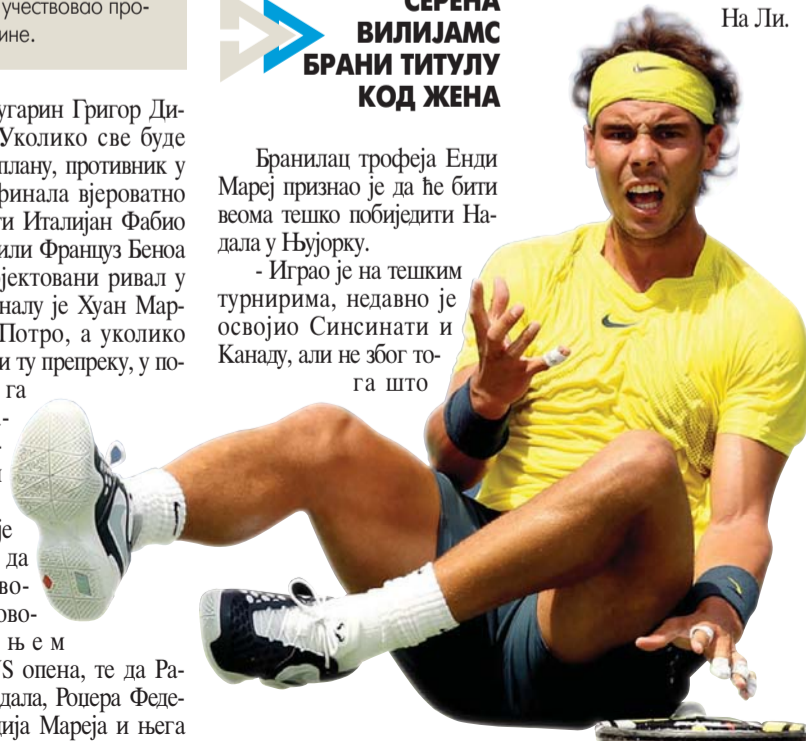 учествовао про-
ине.
угарин Григор Ди-
Уколико све буде
плану, противник у
финала вјероватно
ти Италијан Фабио
или Француз Беноа
јектовани ривал у
налу је Хуан Мар-
Потро, а уколико
и ту препреку, у по-
га
је
да
во-
ово-
њем
УС опена, те да Ра-
дала, Роџера Феде-
ија Мареја и њега
СЕРЕНА
ВИЛИЈАМС
БРАНИ ТИТУЛУ
КОД ЖЕНА
Бранилац трофеја Енди
Мареј признао је да ће бити
веома тешко побиједити На-
дала у Њујорку.
- Играо је на тешким
турнирима, недавно је
освојио Синсинати и
Канаду, али не због то-
га што
На Ли.